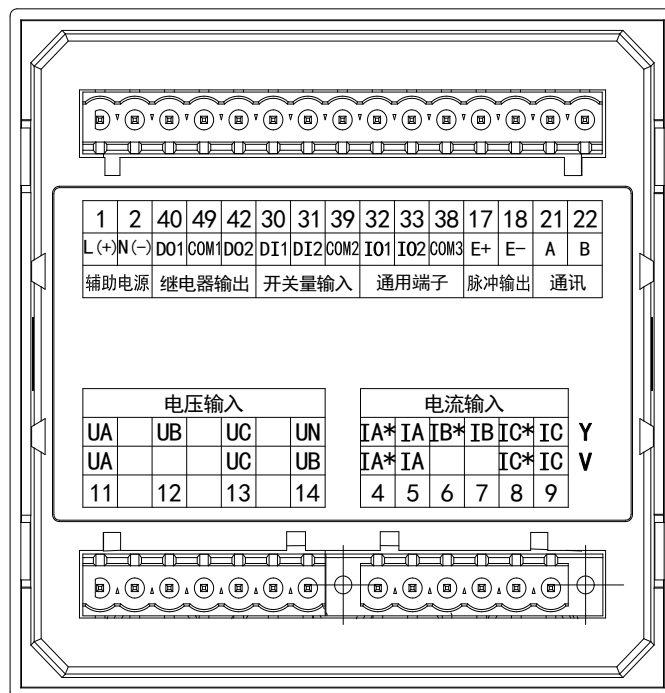 1 2 40 49 42 30 31 39 32 33 38 17 18 21 22
L(+) N(-) DO1 COM1 DO2 DI1 DI2 COM2 IO1 IO2 COM3 E+ E- A B
辅助电源 继电器输出 开关量输入 通用端子 脉冲输出 通讯
电压输入 电流输入
UA UB UC UN IA* IA IB* IB IC* IC Y
UA UC UB IA* IA IC* IC V
11 12 13 14 4 5 6 7 8 9